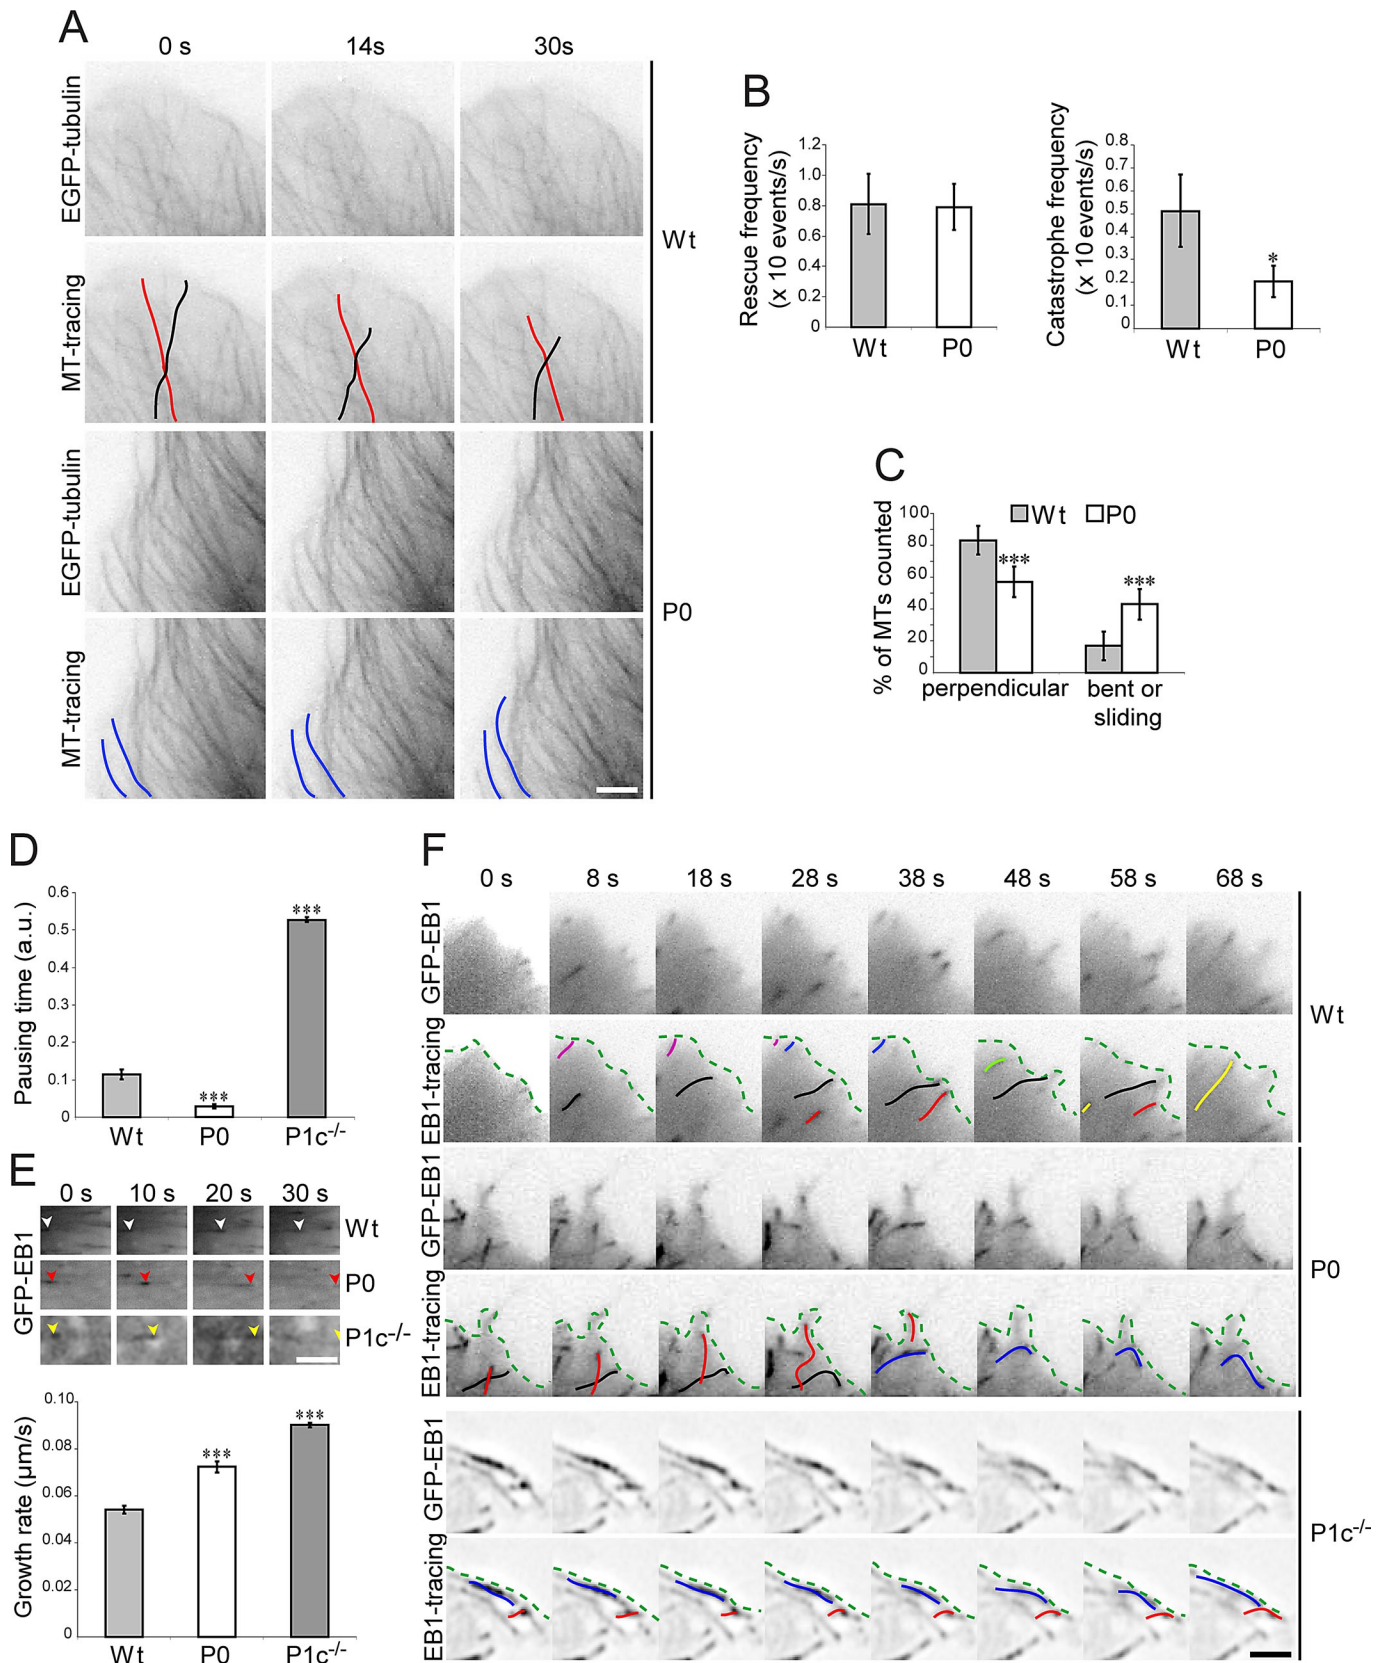 A
0 s 14s 30s
EGFP-tubulin
MT-tracing
Wt
EGFP-tubulin
MT-tracing
P0
B
Rescue frequency
(x 10 events/s)
1.2
1.0
0.8
0.6
0.4
0.2
0
Wt P0
Catastrophe frequency
(x 10 events/s)
0.8
0.7
0.6
0.5
0.4
0.3
0.2
0.1
0
*
Wt P0
C
% of MTs counted
100
80
60
40
20
0
Wt P0
***
***
perpendicular bent or
sliding
D
Pausing time (a.u.)
0.6
0.5
0.4
0.3
0.2
0.1
0
***
***
Wt P0 P1c-/-
E
0 s 10 s 20 s 30 s
GFP-EB1
Wt
P0
P1c-/-
Growth rate (µm/s)
0.10
0.08
0.06
0.04
0.02
0
***
***
Wt P0 P1c-/-
F
0 s 8 s 18 s 28 s 38 s 48 s 58 s 68 s
GFP-EB1
EB1-tracing
Wt
GFP-EB1
EB1-tracing
P0
GFP-EB1
EB1-tracing
P1c-/-